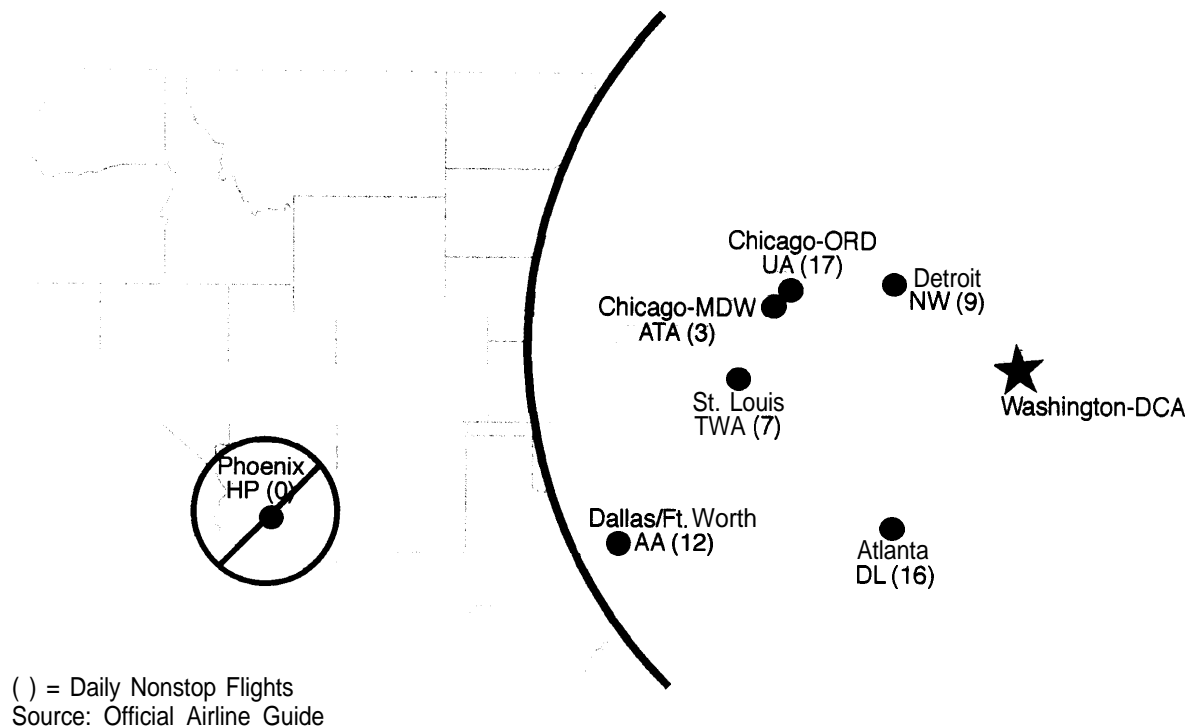 Chicago-ORD
UA (17)
Detroit
NW (9)
Chicago-MDW
ATA (3)
Washington-DCA
St. Louis
TWA (7)
Phoenix
HP (0)
Dallas/Ft. Worth
AA (12)
Atlanta
DL (16)
( ) = Daily Nonstop Flights
Source: Official Airline Guide